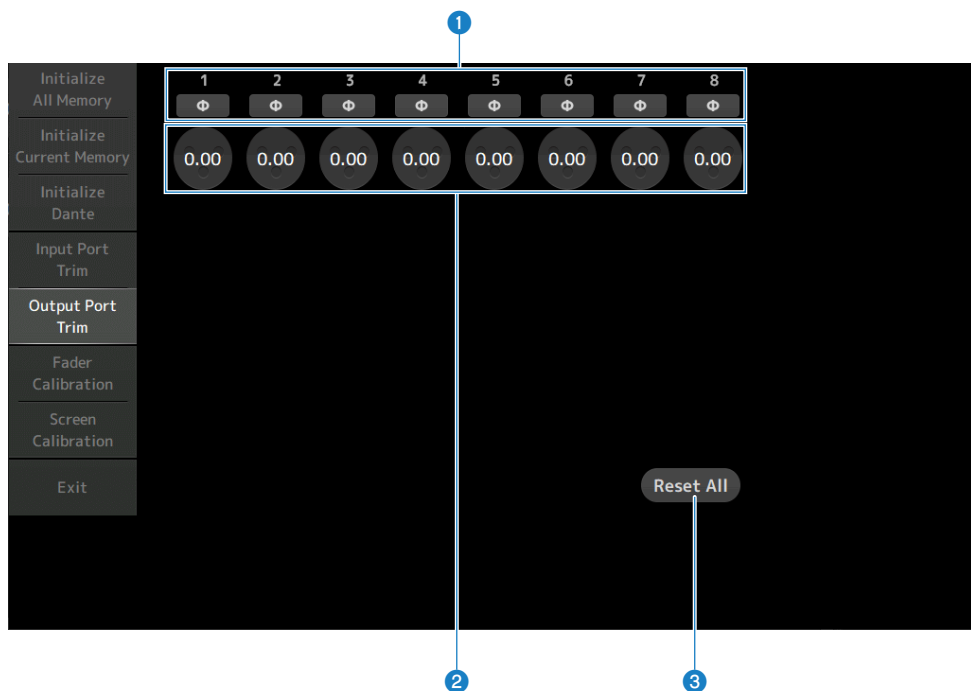 1
Initialize
All Memory
Initialize
Current Memory
Initialize
Dante
Input Port
Trim
Output Port
Trim
Fader
Calibration
Screen
Calibration
Exit
1 2 3 4 5 6 7 8
Φ Φ Φ Φ Φ Φ Φ Φ
0.00 0.00 0.00 0.00 0.00 0.00 0.00 0.00
Reset All
2 3